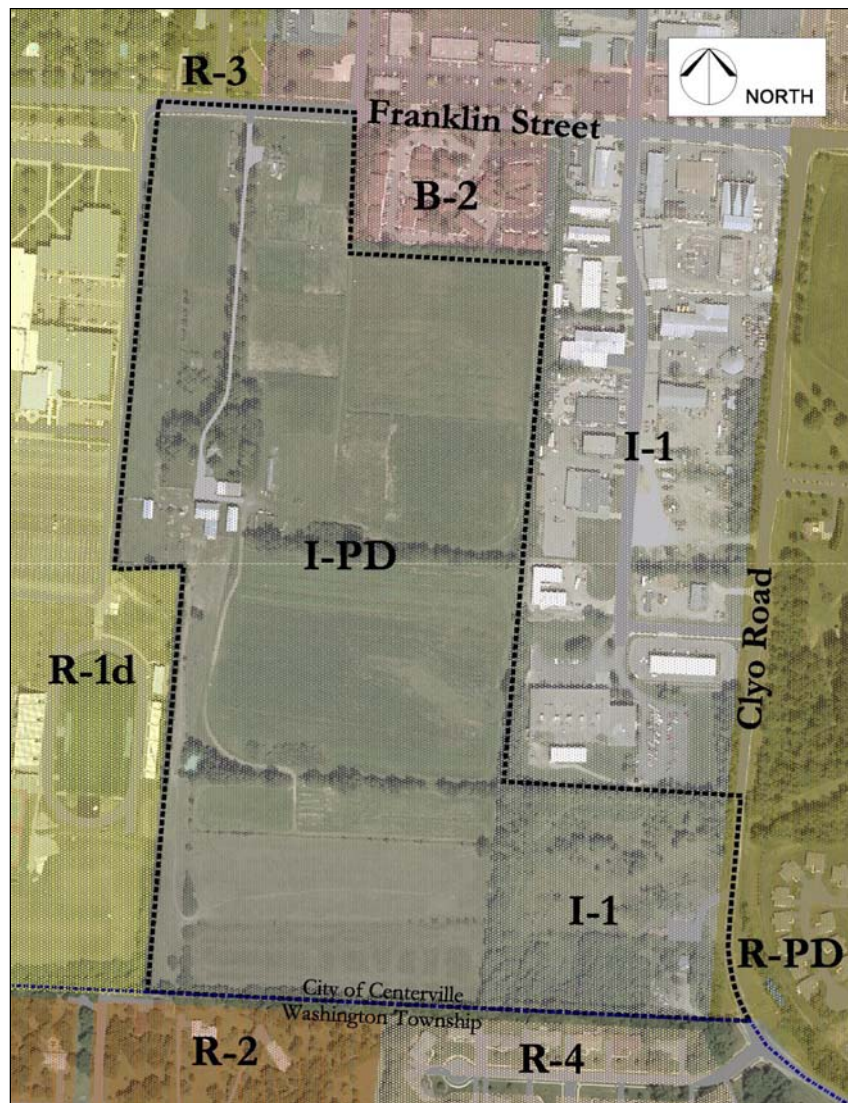 R-3
NORTH
Franklin Street
B-2
I-1
I-PD
Clyo Road
R-1d
I-1
R-PD
City of Centerville
Washington Township
R-2
R-4